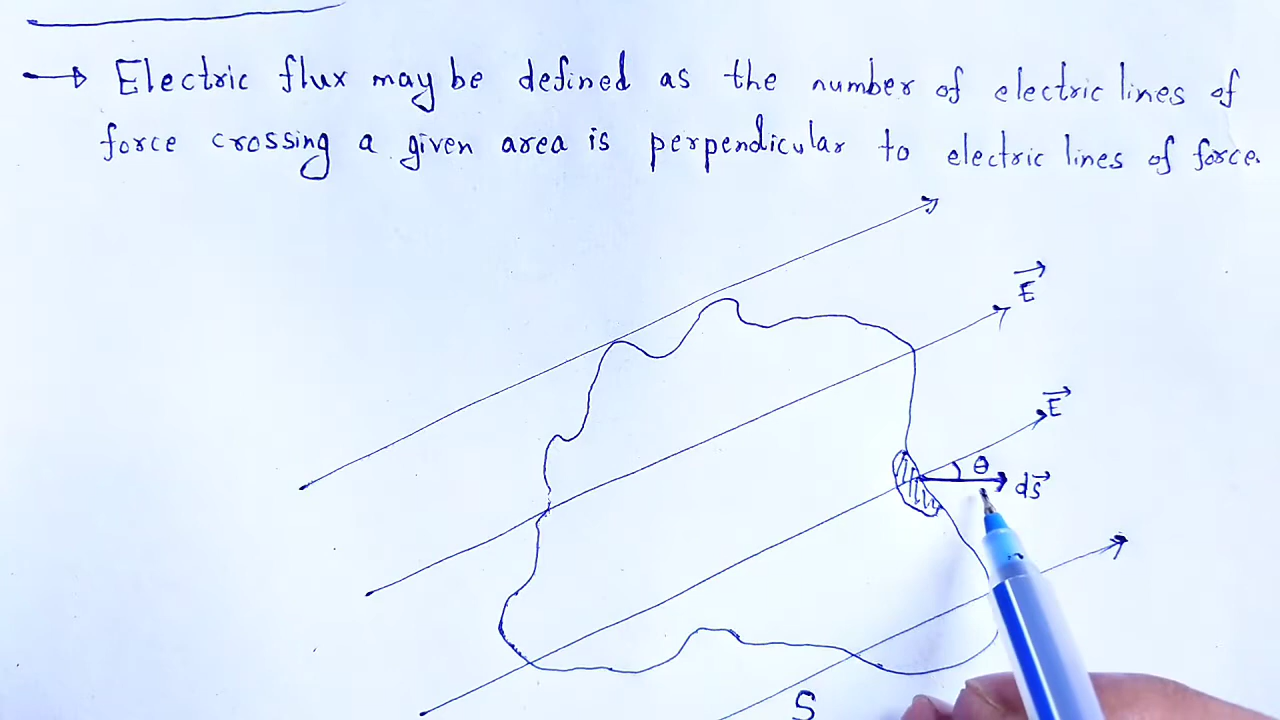 → Electric flux may be defined as the number of electric lines of
force crossing a given area is perpendicular to electric lines of force.
E⃗
E⃗
θ
ds⃗
S